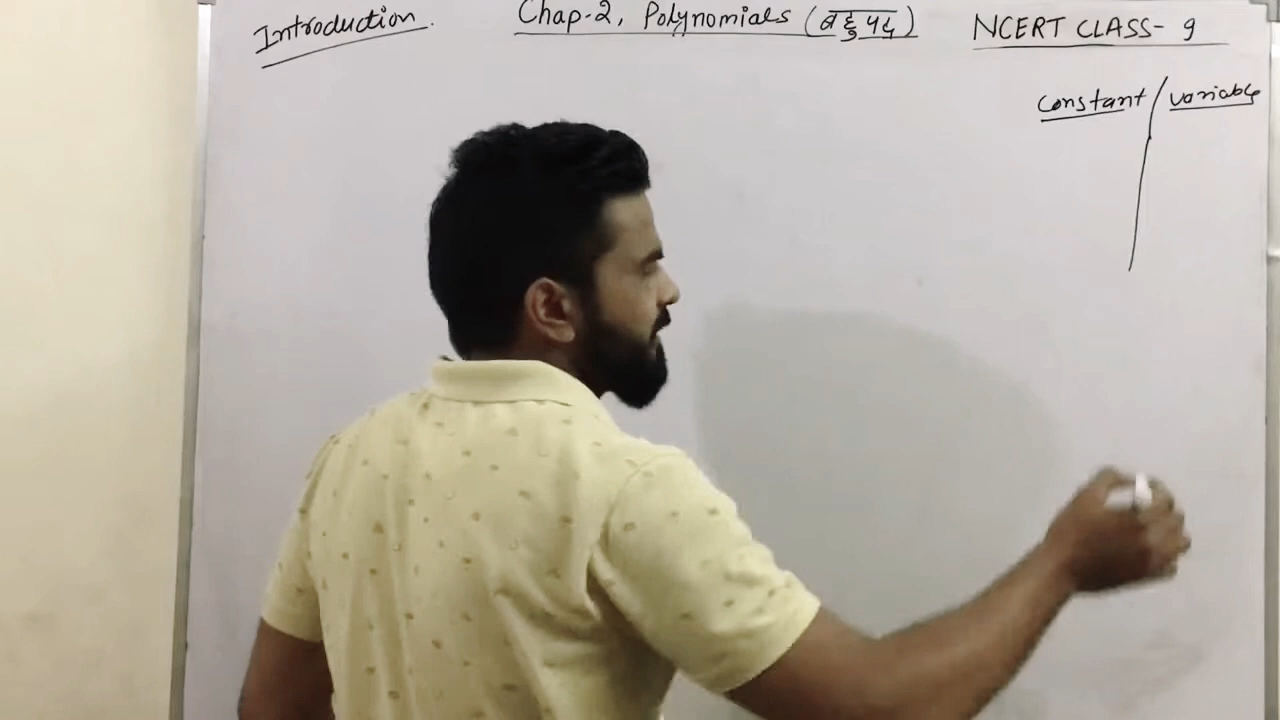 Introduction. Chap-2, Polynomials (बहुपद) NCERT CLASS- 9
constant / variable